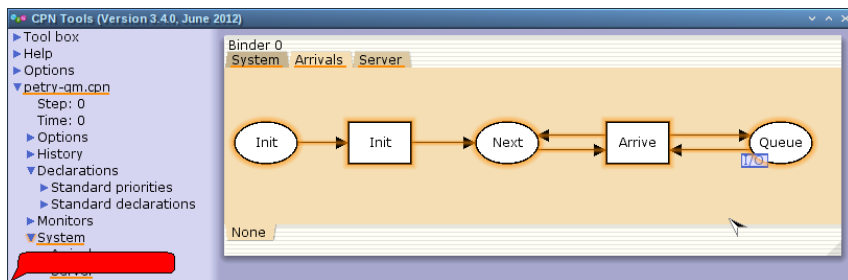 CPN Tools (Version 3.4.0, June 2012)
Tool box
Help
Options
petry-qm.cpn
Step: 0
Time: 0
Options
History
Declarations
Standard priorities
Standard declarations
Monitors
System
Binder 0
System Arrivals Server
Init Init Next Arrive Queue
I/O
None